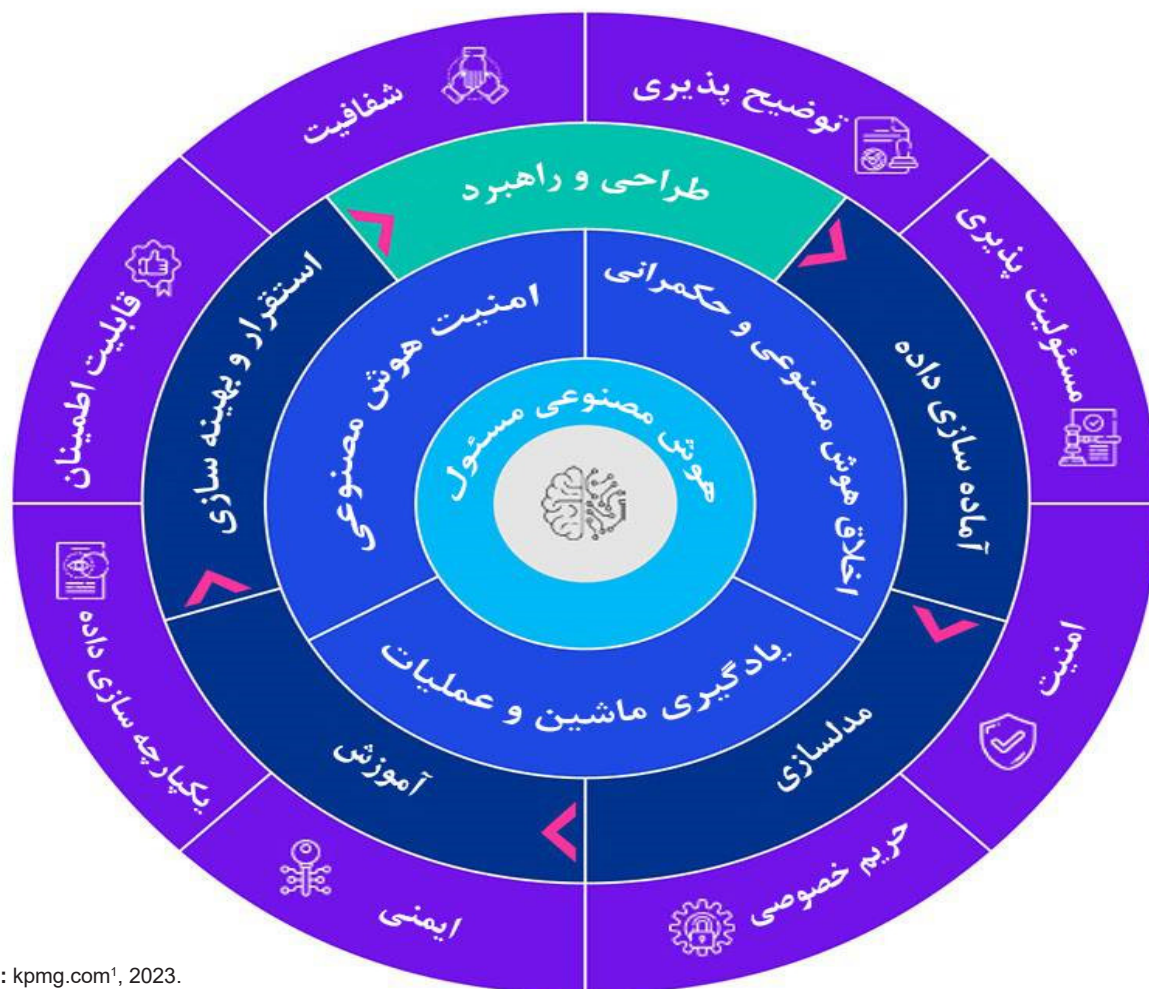 شفافیت
توضیح پذیری
مسئولیت پذیری
امنیت
حریم خصوصی
ایمنی
یکپارچه سازی داده
قابلیت اطمینان
طراحی و راهبرد
آماده سازی داده
مدلسازی
آموزش
استقرار و بهینه سازی
امنیت هوش مصنوعی
اخلاق هوش مصنوعی و حکمرانی
یادگیری ماشین و عملیات
هوش مصنوعی مسئول
: kpmg.com¹, 2023.